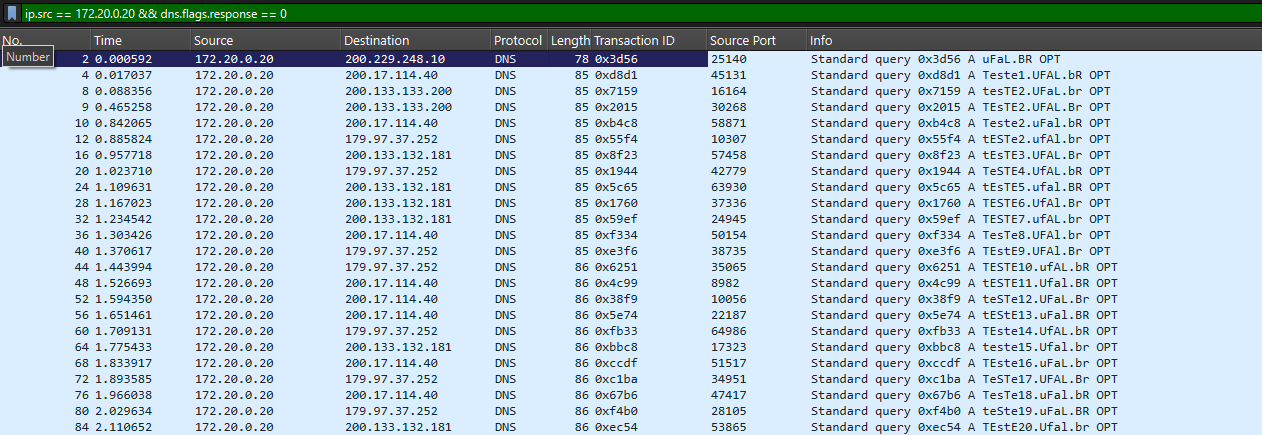 ip.src == 172.20.0.20 && dns.flags.response == 0
No. Time Source Destination Protocol Length Transaction ID Source Port Info
Number
2 0.000592 172.20.0.20 200.229.248.10 DNS 78 0x3d56 25140 Standard query 0x3d56 A uFaL.BR OPT
4 0.017037 172.20.0.20 200.17.114.40 DNS 85 0xd8d1 45131 Standard query 0xd8d1 A Teste1.UFAL.bR OPT
8 0.088356 172.20.0.20 200.133.133.200 DNS 85 0x7159 16164 Standard query 0x7159 A tesTE2.UFaL.br OPT
9 0.465258 172.20.0.20 200.133.133.200 DNS 85 0x2015 30268 Standard query 0x2015 A TEste2.UFAL.br OPT
10 0.842065 172.20.0.20 200.17.114.40 DNS 85 0xb4c8 58871 Standard query 0xb4c8 A Teste2.uFal.br OPT
12 0.885824 172.20.0.20 179.97.37.252 DNS 85 0x55f4 10307 Standard query 0x55f4 A tESte2.ufAl.br OPT
16 0.957718 172.20.0.20 200.133.132.181 DNS 85 0x8f23 57458 Standard query 0x8f23 A tEsTE3.UFAL.Br OPT
20 1.023710 172.20.0.20 179.97.37.252 DNS 85 0x1944 42779 Standard query 0x1944 A TESTE4.UFAL.br OPT
24 1.109631 172.20.0.20 200.133.132.181 DNS 85 0x5c65 63930 Standard query 0x5c65 A tEsTE5.ufal.BR OPT
28 1.167023 172.20.0.20 200.133.132.181 DNS 85 0x1760 37336 Standard query 0x1760 A TESTE6.UfAL.br OPT
32 1.234542 172.20.0.20 200.133.132.181 DNS 85 0x59ef 24945 Standard query 0x59ef A TESTE7.ufAL.br OPT
36 1.303426 172.20.0.20 200.17.114.40 DNS 85 0xf334 50154 Standard query 0xf334 A TesTe8.UFAl.br OPT
40 1.370617 172.20.0.20 179.97.37.252 DNS 85 0xe3f6 38735 Standard query 0xe3f6 A TestE9.UFAl.Br OPT
44 1.443994 172.20.0.20 179.97.37.252 DNS 86 0x6251 35065 Standard query 0x6251 A TESTE10.ufAL.bR OPT
48 1.526693 172.20.0.20 200.17.114.40 DNS 86 0x4c99 8982 Standard query 0x4c99 A tESTE11.Ufal.BR OPT
52 1.594350 172.20.0.20 200.17.114.40 DNS 86 0x38f9 10056 Standard query 0x38f9 A teSTe12.UFaL.Br OPT
56 1.651461 172.20.0.20 200.17.114.40 DNS 86 0x5e74 22187 Standard query 0x5e74 A tEStE13.uFal.BR OPT
60 1.709131 172.20.0.20 179.97.37.252 DNS 86 0xfb33 64986 Standard query 0xfb33 A Teste14.UfAL.BR OPT
64 1.775433 172.20.0.20 200.133.132.181 DNS 86 0xbbc8 17323 Standard query 0xbbc8 A teste15.Ufal.br OPT
68 1.833917 172.20.0.20 200.17.114.40 DNS 86 0xccdf 51517 Standard query 0xccdf A TEste16.ufaL.BR OPT
72 1.893585 172.20.0.20 179.97.37.252 DNS 86 0xc1ba 34951 Standard query 0xc1ba A TeSTe17.UFAL.Br OPT
76 1.966038 172.20.0.20 200.17.114.40 DNS 86 0x67b6 47417 Standard query 0x67b6 A TesTe18.ufAl.BR OPT
80 2.029634 172.20.0.20 179.97.37.252 DNS 86 0xf4b0 28105 Standard query 0xf4b0 A teSte19.ufAL.BR OPT
84 2.110652 172.20.0.20 200.133.132.181 DNS 86 0xec54 53865 Standard query 0xec54 A TEstE20.Ufal.br OPT